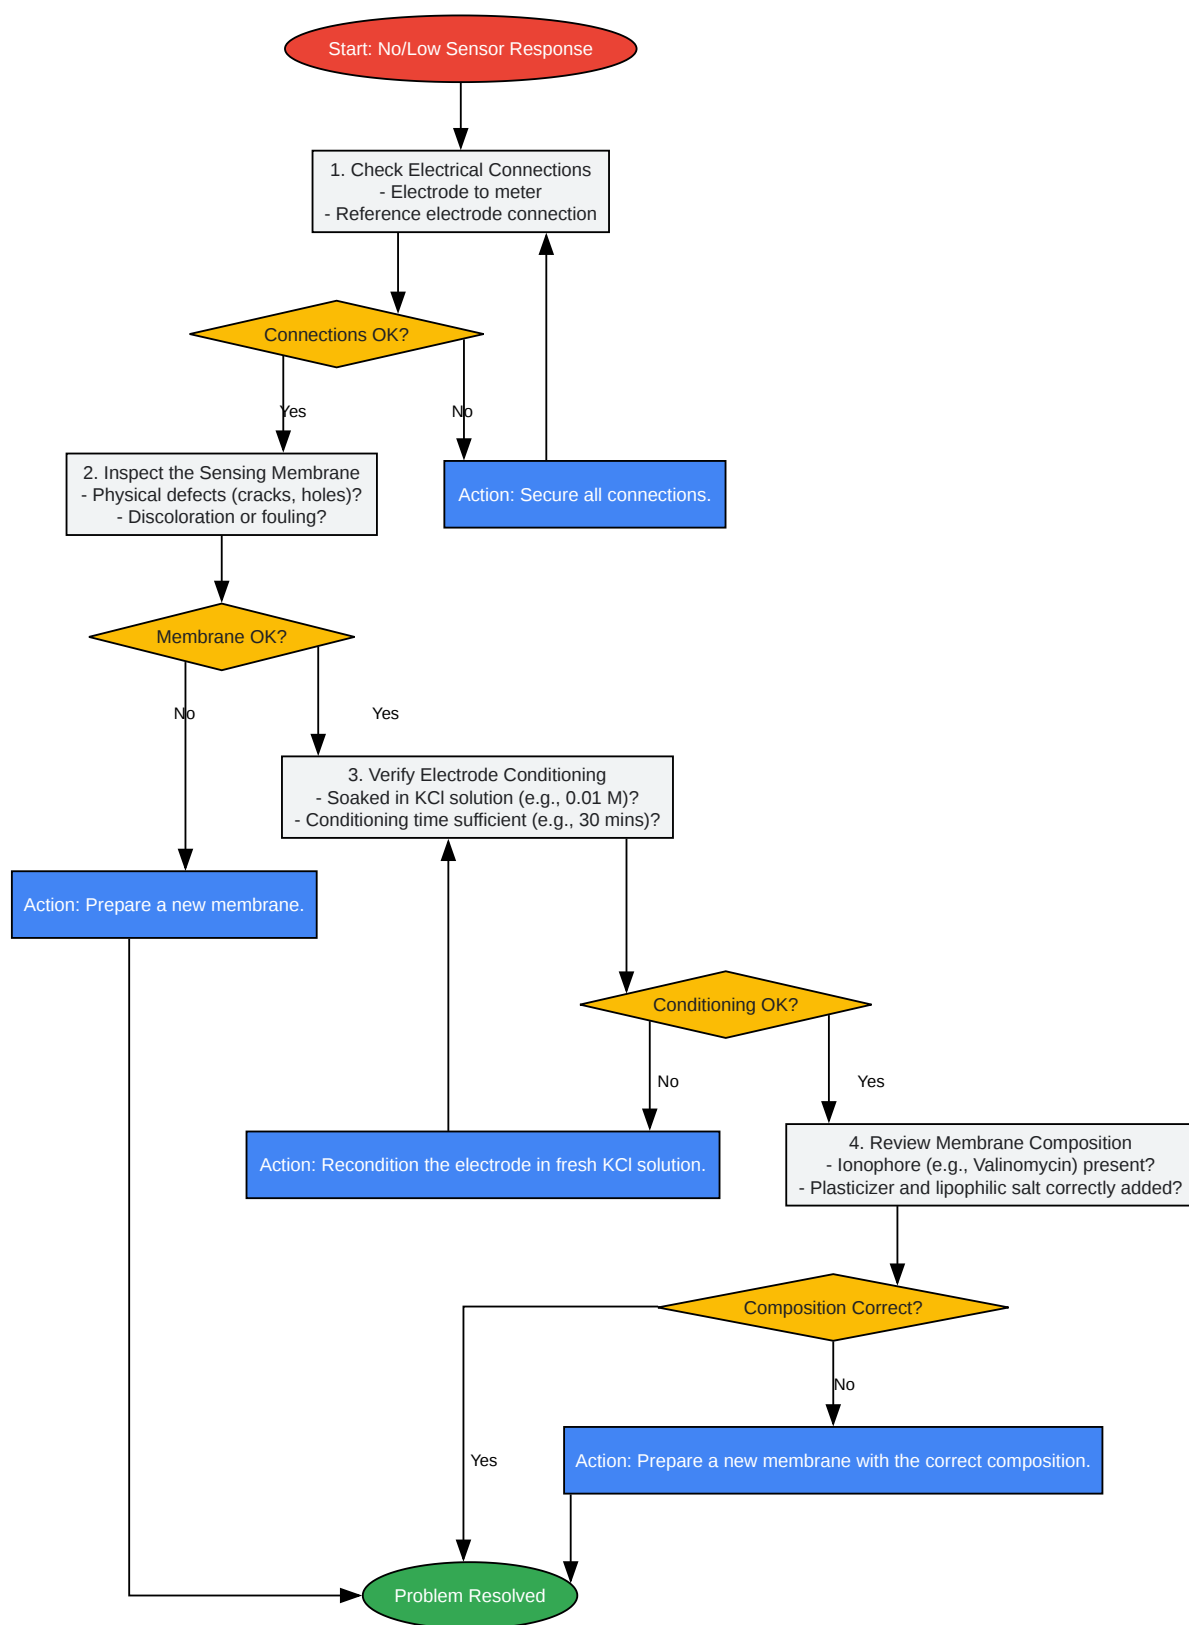 Start: No/Low Sensor Response
1. Check Electrical Connections
- Electrode to meter
- Reference electrode connection
Connections OK?
Yes
No
2. Inspect the Sensing Membrane
- Physical defects (cracks, holes)?
- Discoloration or fouling?
Action: Secure all connections.
Membrane OK?
No
Yes
3. Verify Electrode Conditioning
- Soaked in KCl solution (e.g., 0.01 M)?
- Conditioning time sufficient (e.g., 30 mins)?
Action: Prepare a new membrane.
Conditioning OK?
No
Yes
Action: Recondition the electrode in fresh KCl solution.
4. Review Membrane Composition
- Ionophore (e.g., Valinomycin) present?
- Plasticizer and lipophilic salt correctly added?
Composition Correct?
No
Yes
Action: Prepare a new membrane with the correct composition.
Problem Resolved